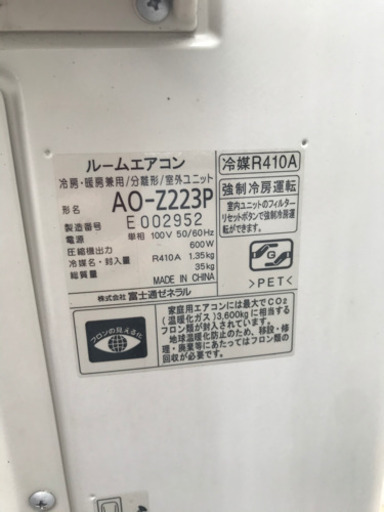 ルームエアコン
冷房・暖房兼用/分離形/室外ユニット
形名 AO-Z223P
製造番号 E002952
電源 単相 100V 50/60Hz
圧縮機出力 600W
冷媒名・封入量 R410A 1.35kg
総質量 35kg
MADE IN CHINA
株式会社 富士通ゼネラル
冷媒R410A
強制冷房運転
室内ユニットのフィルター
リセットボタンで強制冷房運転
ができます。
G
>PET<
フロンの見える化
家庭用エアコンには最大でCO2
(温暖化ガス)3,600kgに相当する
フロン類が封入されています。
地球温暖化防止のため、移設・修
理・廃棄等にあたってはフロン類の
回収が必要です。